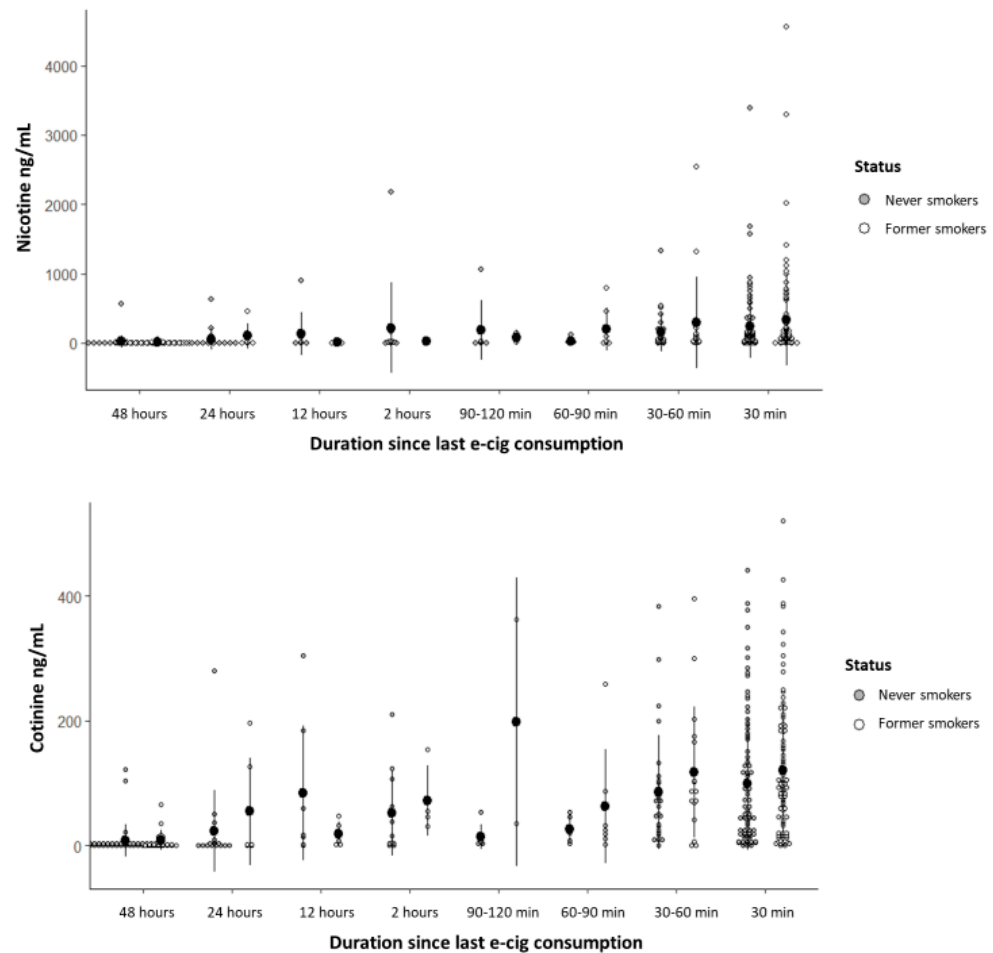 Nicotine ng/mL
4000
3000
2000
1000
0
48 hours 24 hours 12 hours 2 hours 90-120 min 60-90 min 30-60 min 30 min
Duration since last e-cig consumption
Status
Never smokers
Former smokers
Cotinine ng/mL
400
200
0
48 hours 24 hours 12 hours 2 hours 90-120 min 60-90 min 30-60 min 30 min
Duration since last e-cig consumption
Status
Never smokers
Former smokers